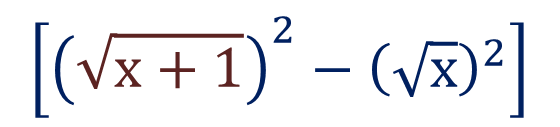 [(√x + 1)² − (√x)²]